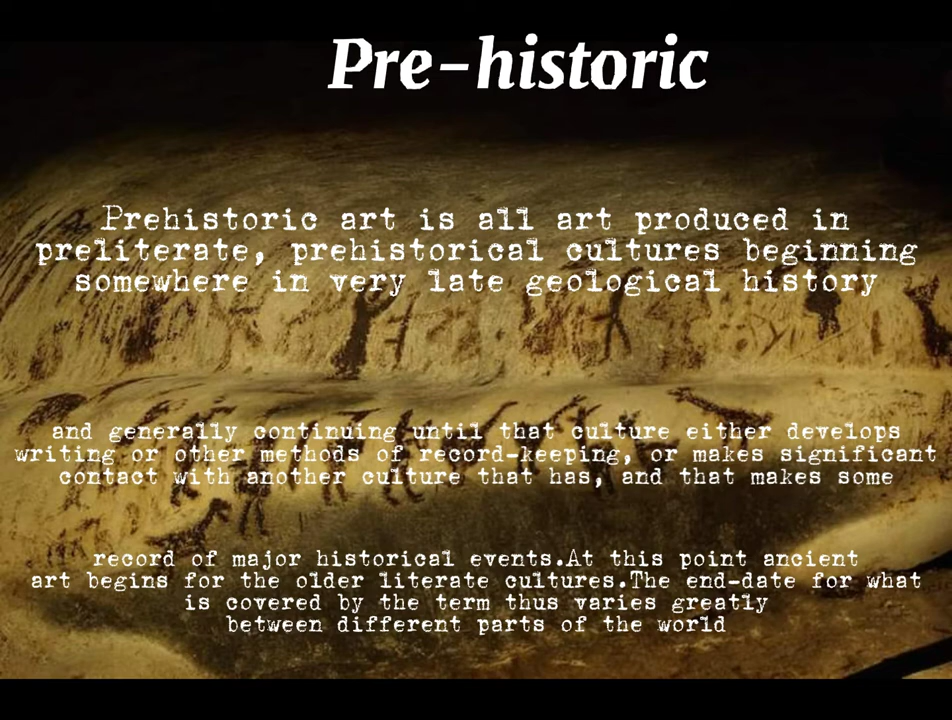 Pre-historic
Prehistoric art is all art produced in
preliterate, prehistorical cultures beginning
somewhere in very late geological history
and generally continuing until that culture either develops
writing or other methods of record-keeping, or makes significant
contact with another culture that has, and that makes some
record of major historical events.At this point ancient
art begins for the older literate cultures.The end-date for what
is covered by the term thus varies greatly
between different parts of the world